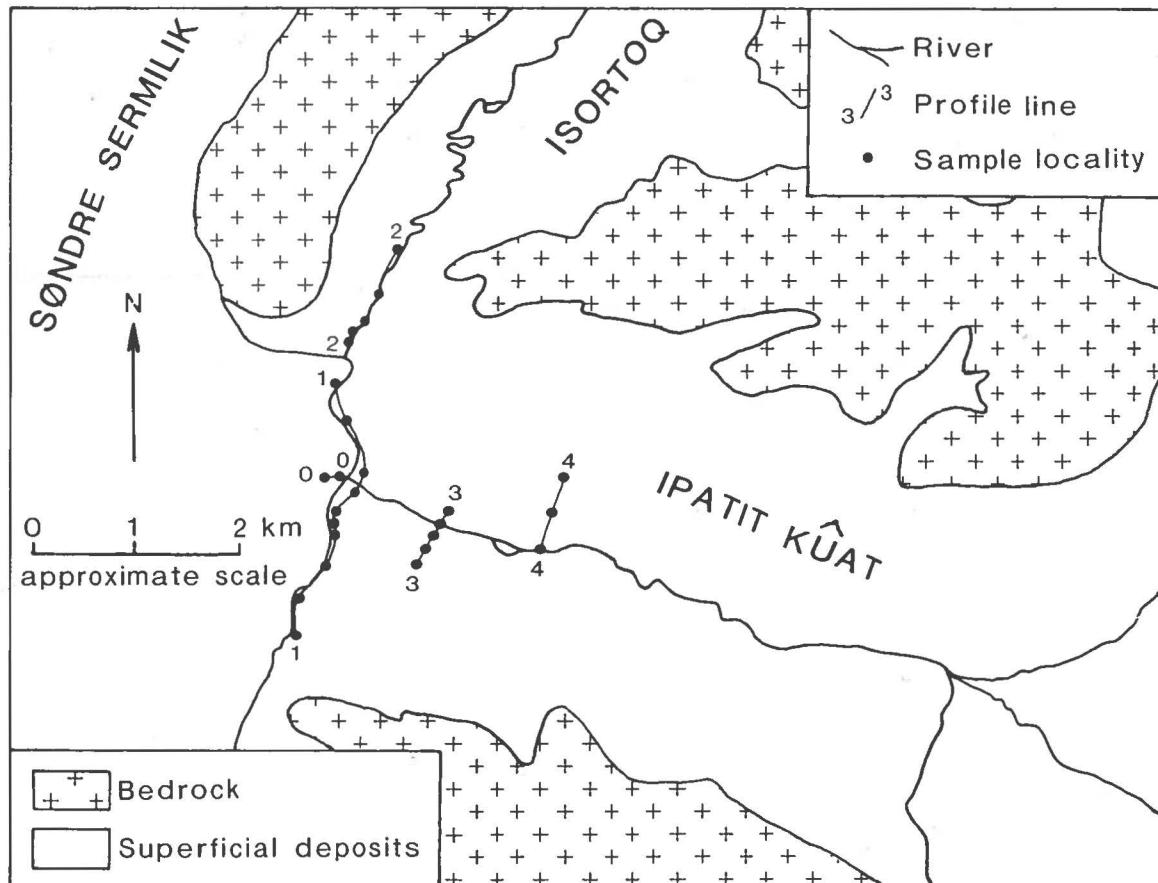 SØNDRE SERMILIK
ISORTOQ
River
3 3 Profile line
Sample locality
2
N
2
1
0 0
3
4
IPATIT KÛAT
0 1 2 km
approximate scale
3
4
1
Bedrock
Superficial deposits